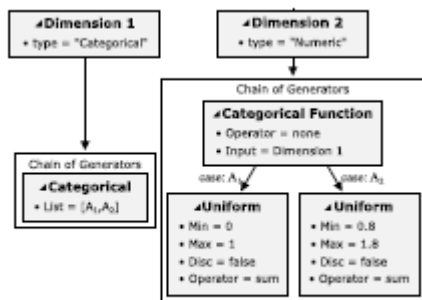 ◢Dimension 1
• type = "Categorical"
◢Dimension 2
• type = "Numeric"
Chain of Generators
◢Categorical Function
• Operator = none
• Input = Dimension 1
Chain of Generators
◢Categorical
• List = [A₁,A₂]
case: A₁
case: A₂
◢Uniform
• Min = 0
• Max = 1
• Disc = false
• Operator = sum
◢Uniform
• Min = 0.8
• Max = 1.8
• Disc = false
• Operator = sum